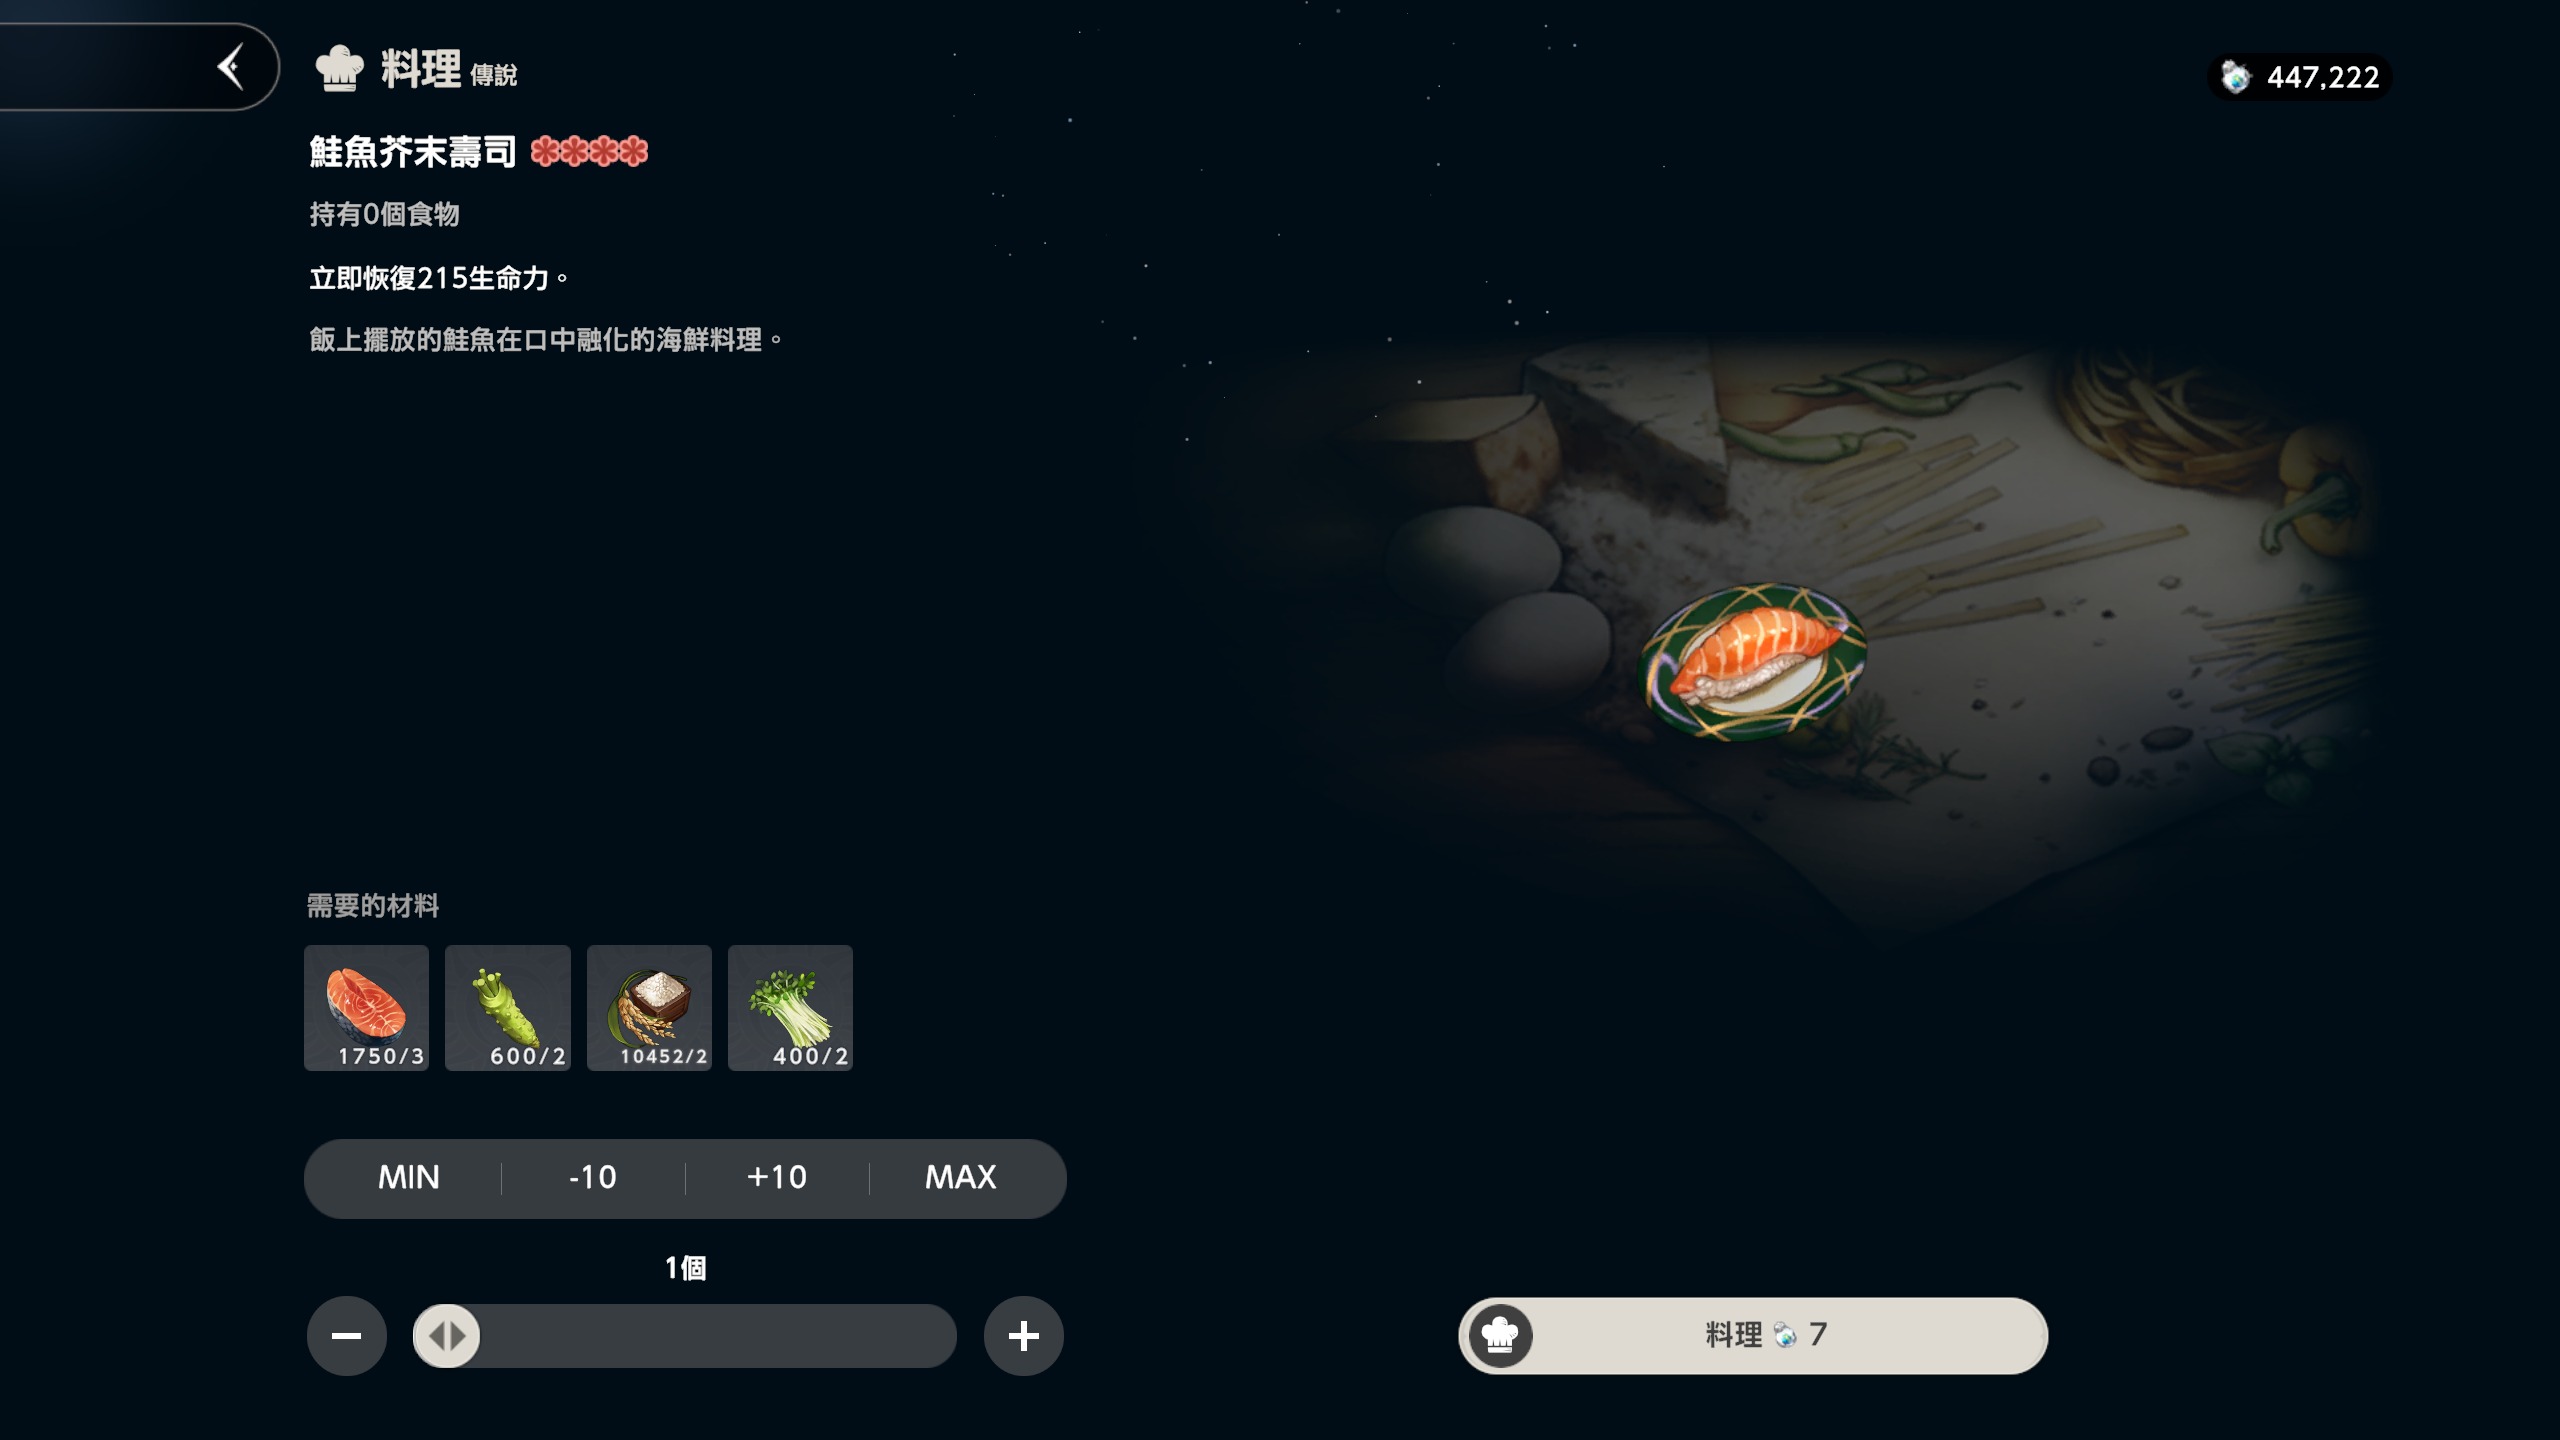 料理 傳說
447,222
鮭魚芥末壽司
持有0個食物
立即恢復215生命力。
飯上擺放的鮭魚在口中融化的海鮮料理。
需要的材料
1750/3 600/2 10452/2 400/2
MIN -10 +10 MAX
1個
料理 7